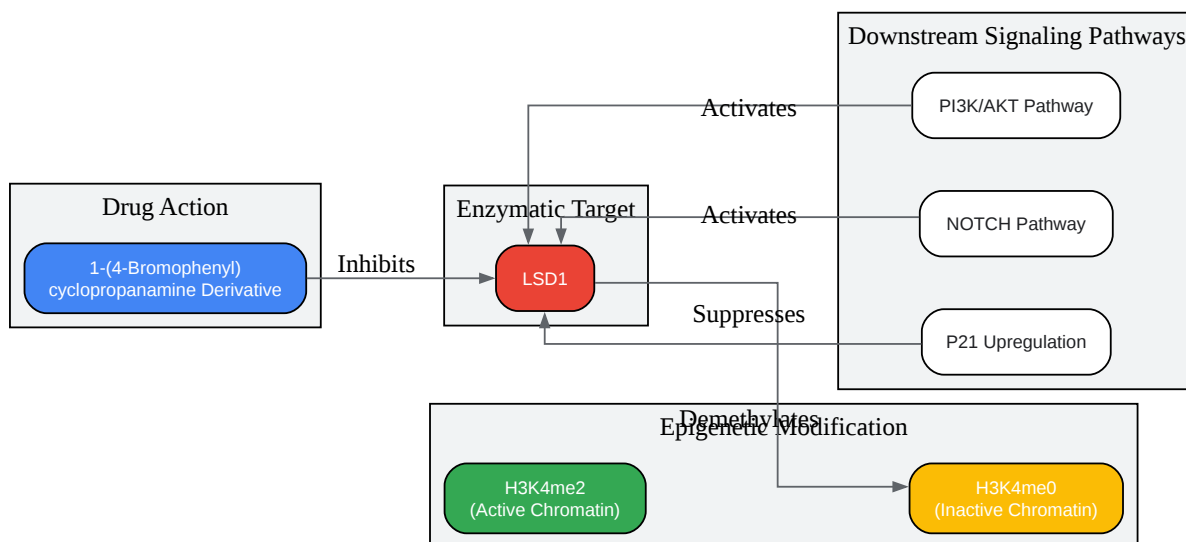 Downstream Signaling Pathways
PI3K/AKT Pathway
Activates
Drug Action
Enzymatic Target
Activates
NOTCH Pathway
1-(4-Bromophenyl)
cyclopropanamine Derivative
Inhibits
LSD1
Suppresses
P21 Upregulation
Demethylates
Epigenetic Modification
H3K4me2
(Active Chromatin)
H3K4me0
(Inactive Chromatin)